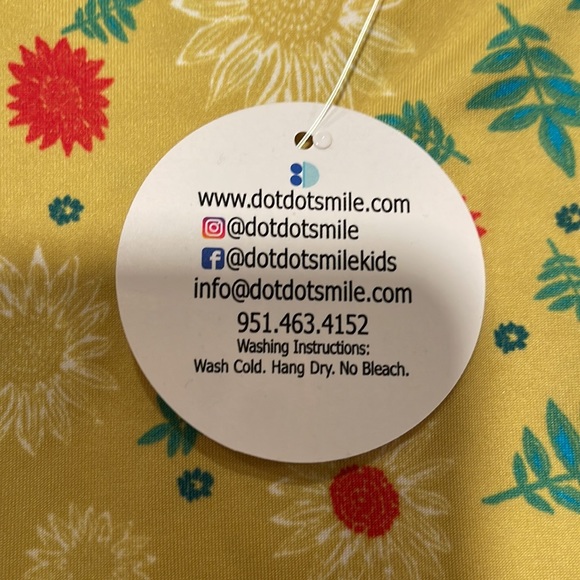 www.dotdotsmile.com
@dotdotsmile
@dotdotsmilekids
info@dotdotsmile.com
951.463.4152
Washing Instructions:
Wash Cold. Hang Dry. No Bleach.